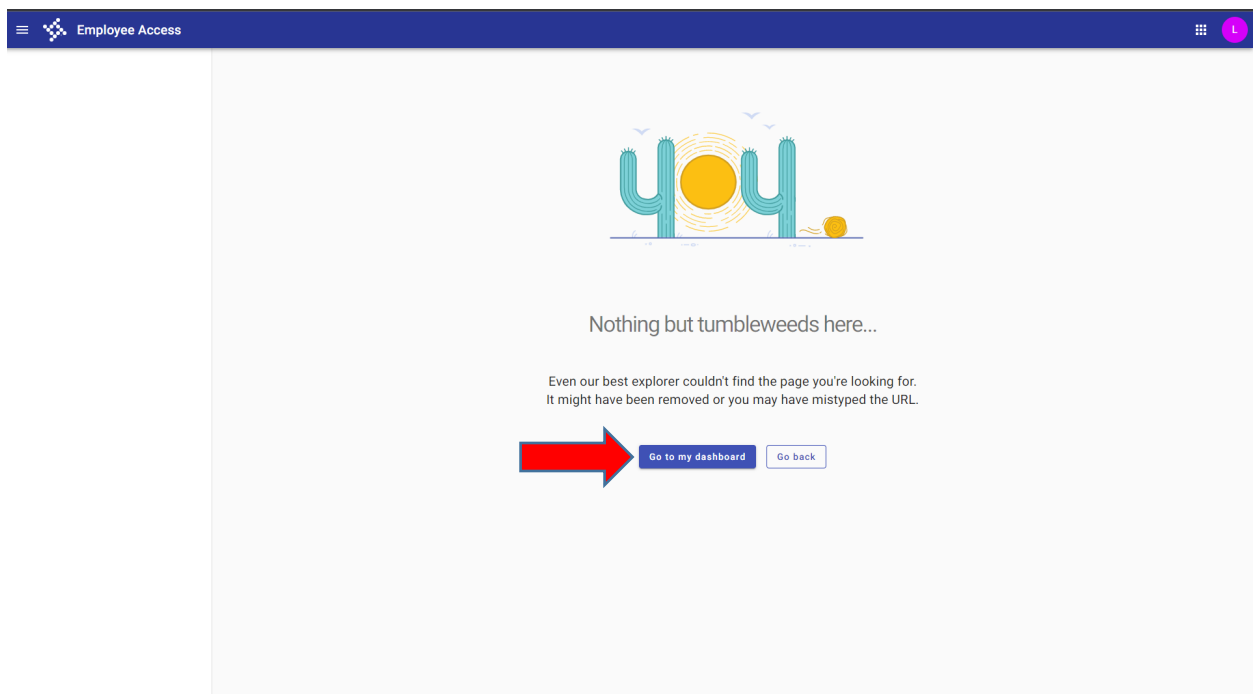 Employee Access
L
404
Nothing but tumbleweeds here...
Even our best explorer couldn't find the page you're looking for.
It might have been removed or you may have mistyped the URL.
Go to my dashboard
Go back